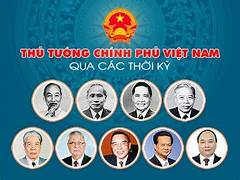 THỦ TƯỚNG CHÍNH PHỦ VIỆT NAM
QUA CÁC THỜI KỲ